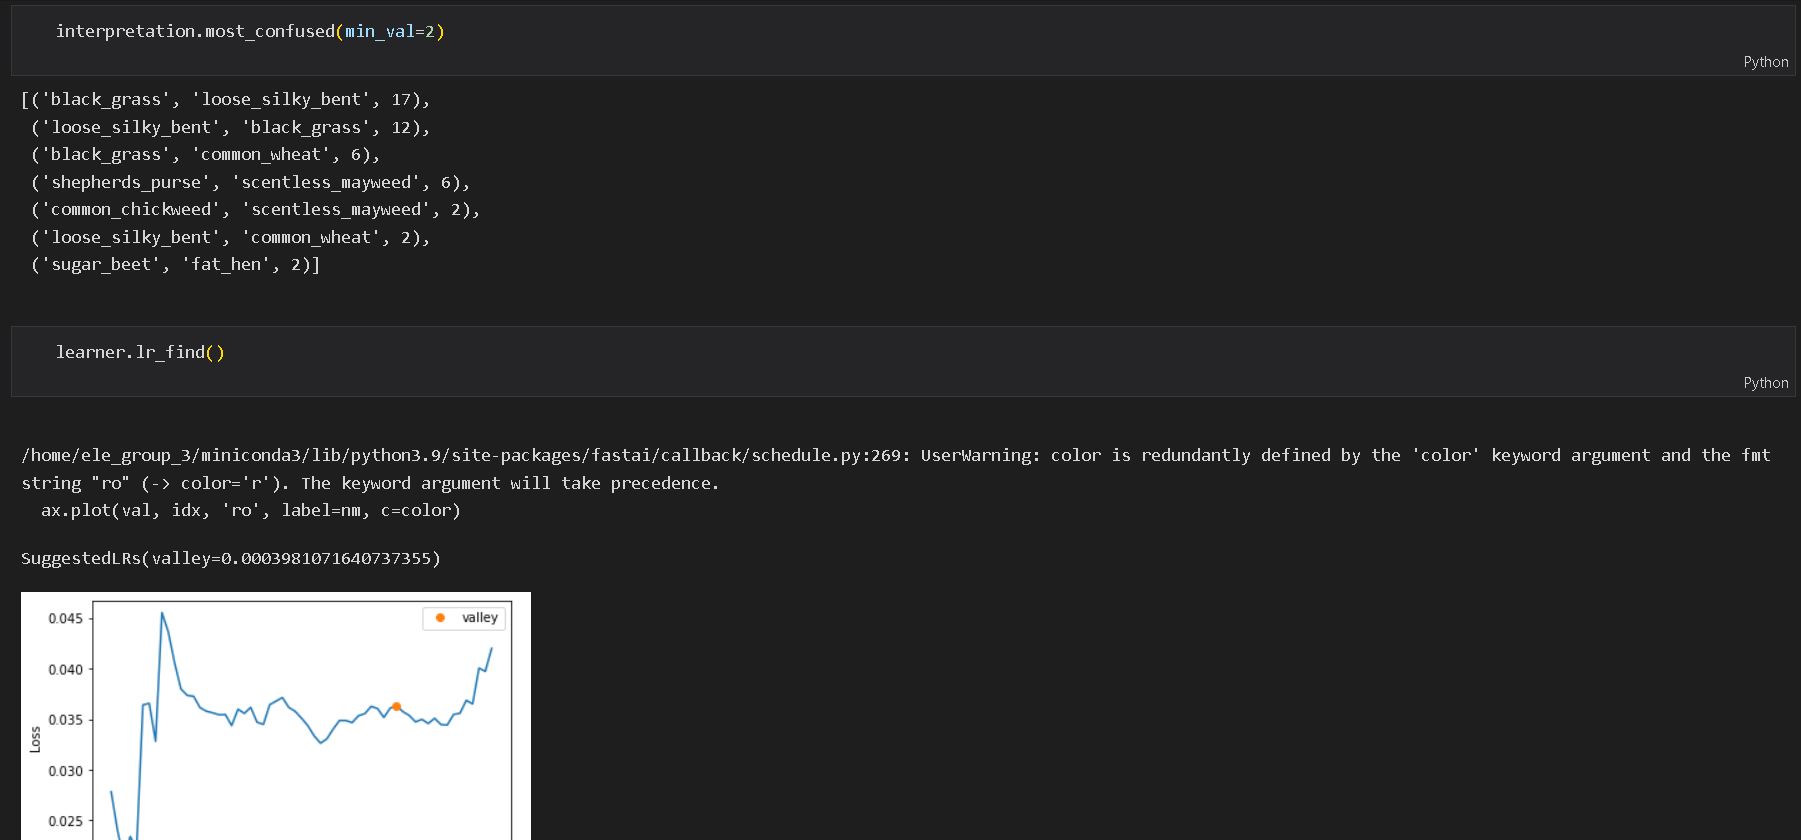 interpretation.most_confused(min_val=2)
Python
[('black_grass', 'loose_silky_bent', 17),
('loose_silky_bent', 'black_grass', 12),
('black_grass', 'common_wheat', 6),
('shepherds_purse', 'scentless_mayweed', 6),
('common_chickweed', 'scentless_mayweed', 2),
('loose_silky_bent', 'common_wheat', 2),
('sugar_beet', 'fat_hen', 2)]
learner.lr_find()
Python
/home/ele_group_3/miniconda3/lib/python3.9/site-packages/fastai/callback/schedule.py:269: UserWarning: color is redundantly defined by the 'color' keyword argument and the fmt
string "ro" (-> color='r'). The keyword argument will take precedence.
ax.plot(val, idx, 'ro', label=nm, c=color)
SuggestedLRs(valley=0.0003981071640737355)
0.045
valley
0.040
0.035
Loss
0.030
0.025